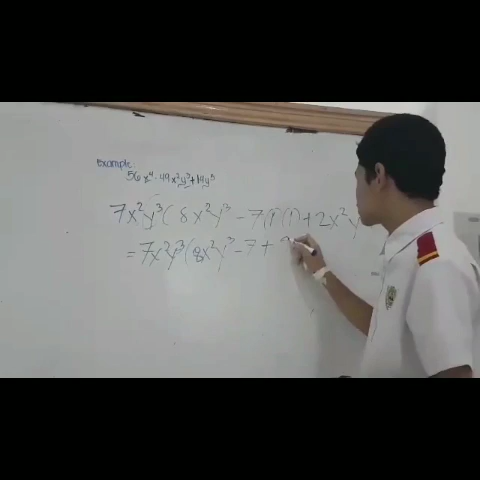 Example:
56x⁴ - 49x²y³ + 14y⁵
7x²y³(8x²y³ - 7(1)(1) + 2x²y
= 7x²y³(8x²y³ - 7 +